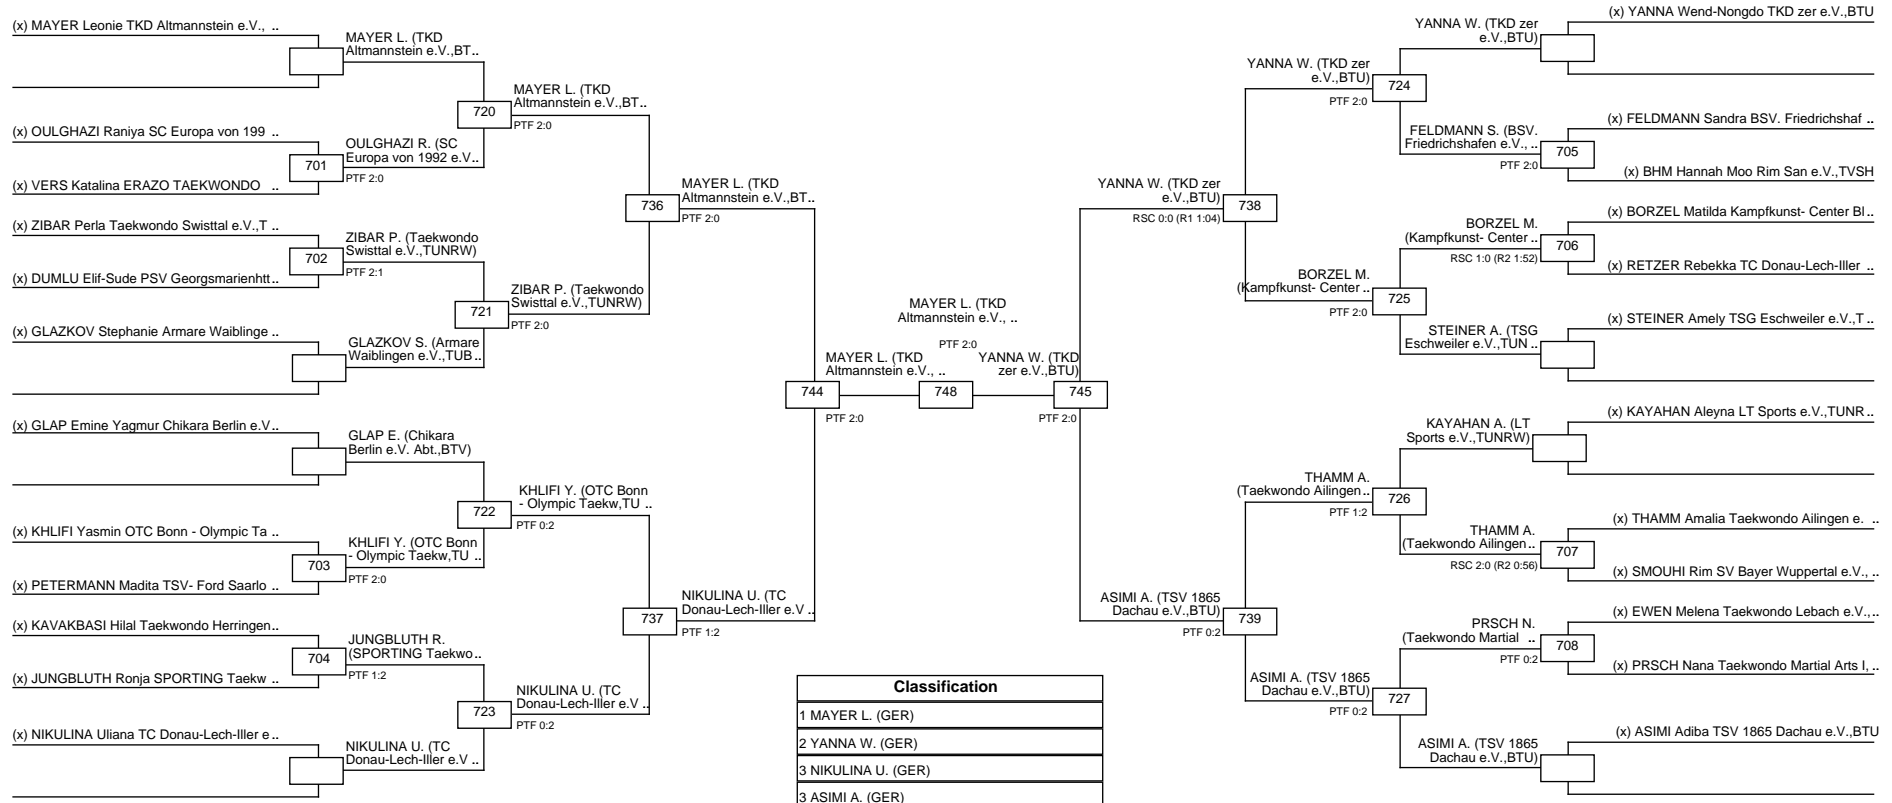 (x) MAYER Leonie TKD Altmannstein e.V., ..
MAYER L. (TKD
Altmannstein e.V.,BT..
720
MAYER L. (TKD
Altmannstein e.V.,BT..
PTF 2:0
(x) OULGHAZI Raniya SC Europa von 199 ..
701
OULGHAZI R. (SC
Europa von 1992 e.V..
PTF 2:0
(x) VERS Katalina ERAZO TAEKWONDO ..
736
MAYER L. (TKD
Altmannstein e.V.,BT..
PTF 2:0
(x) ZIBAR Perla Taekwondo Swisttal e.V.,T ..
702
ZIBAR P. (Taekwondo
Swisttal e.V.,TUNRW)
PTF 2:1
(x) DUMLU Elif-Sude PSV Georgsmarienhtt..
721
ZIBAR P. (Taekwondo
Swisttal e.V.,TUNRW)
PTF 2:0
(x) GLAZKOV Stephanie Armare Waiblinge ..
GLAZKOV S. (Armare
Waiblingen e.V.,TUB ..
744
MAYER L. (TKD
Altmannstein e.V., ..
PTF 2:0
(x) GLAP Emine Yagmur Chikara Berlin e.V..
GLAP E. (Chikara
Berlin e.V. Abt.,BTV)
722
KHLIFI Y. (OTC Bonn
- Olympic Taekw,TU ..
PTF 0:2
(x) KHLIFI Yasmin OTC Bonn - Olympic Ta ..
703
KHLIFI Y. (OTC Bonn
- Olympic Taekw,TU ..
PTF 2:0
(x) PETERMANN Madita TSV- Ford Saarlo ..
737
NIKULINA U. (TC
Donau-Lech-Iller e.V ..
PTF 1:2
(x) KAVAKBASI Hilal Taekwondo Herringen..
704
JUNGBLUTH R.
(SPORTING Taekwo..
PTF 1:2
(x) JUNGBLUTH Ronja SPORTING Taekw ..
723
NIKULINA U. (TC
Donau-Lech-Iller e.V ..
PTF 0:2
(x) NIKULINA Uliana TC Donau-Lech-Iller e ..
NIKULINA U. (TC
Donau-Lech-Iller e.V ..
MAYER L. (TKD
Altmannstein e.V., ..
PTF 2:0
748
YANNA W. (TKD
zer e.V.,BTU)
745
PTF 2:0
(x) YANNA Wend-Nongdo TKD zer e.V.,BTU
YANNA W. (TKD zer
e.V.,BTU)
YANNA W. (TKD zer
e.V.,BTU)
724
PTF 2:0
(x) FELDMANN Sandra BSV. Friedrichshaf ..
FELDMANN S. (BSV.
Friedrichshafen e.V., ..
705
PTF 2:0
(x) BHM Hannah Moo Rim San e.V.,TVSH
YANNA W. (TKD zer
e.V.,BTU)
738
RSC 0:0 (R1 1:04)
(x) BORZEL Matilda Kampfkunst- Center Bl ..
BORZEL M.
(Kampfkunst- Center ..
706
RSC 1:0 (R2 1:52)
(x) RETZER Rebekka TC Donau-Lech-Iller ..
BORZEL M.
(Kampfkunst- Center ..
725
PTF 2:0
(x) STEINER Amely TSG Eschweiler e.V.,T ..
STEINER A. (TSG
Eschweiler e.V.,TUN ..
(x) KAYAHAN Aleyna LT Sports e.V.,TUNR..
KAYAHAN A. (LT
Sports e.V.,TUNRW)
THAMM A.
(Taekwondo Ailingen ..
726
PTF 1:2
(x) THAMM Amalia Taekwondo Ailingen e. ..
THAMM A.
(Taekwondo Ailingen ..
707
RSC 2:0 (R2 0:56)
(x) SMOUHI Rim SV Bayer Wuppertal e.V., ..
ASIMI A. (TSV 1865
Dachau e.V.,BTU)
739
PTF 0:2
(x) EWEN Melena Taekwondo Lebach e.V.,..
PRSCH N.
(Taekwondo Martial ..
708
PTF 0:2
(x) PRSCH Nana Taekwondo Martial Arts I, ..
ASIMI A. (TSV 1865
Dachau e.V.,BTU)
727
PTF 0:2
(x) ASIMI Adiba TSV 1865 Dachau e.V.,BTU
ASIMI A. (TSV 1865
Dachau e.V.,BTU)
Classification
1 MAYER L. (GER)
2 YANNA W. (GER)
3 NIKULINA U. (GER)
3 ASIMI A. (GER)